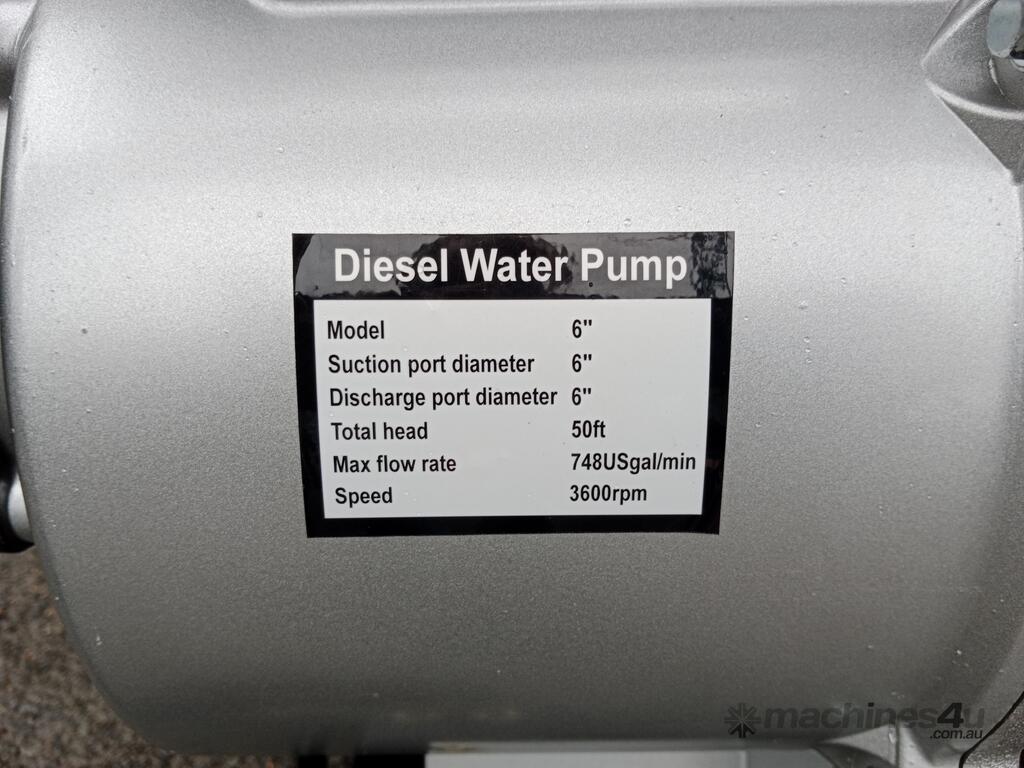 Diesel Water Pump
Model 6"
Suction port diameter 6"
Discharge port diameter 6"
Total head 50ft
Max flow rate 748USgal/min
Speed 3600rpm
machines4u
.com.au